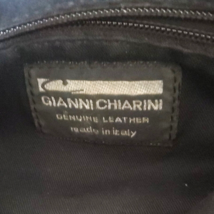 GIANNI CHIARINI
GENUINE LEATHER
made in italy